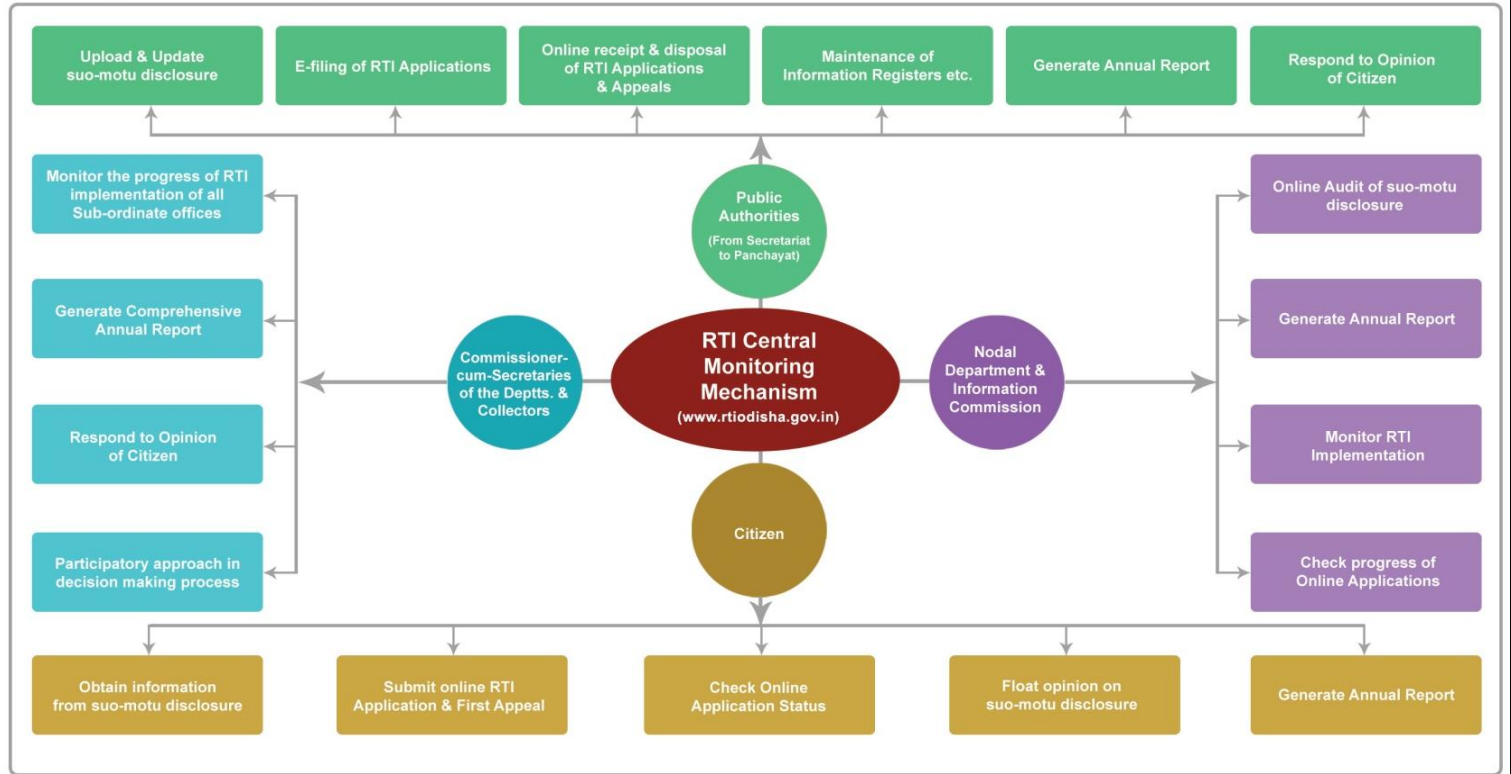 Upload & Update
suo-motu disclosure
E-filing of RTI Applications
Online receipt & disposal
of RTI Applications
& Appeals
Maintenance of
Information Registers etc.
Generate Annual Report
Respond to Opinion
of Citizen
Monitor the progress of RTI
implementation of all
Sub-ordinate offices
Generate Comprehensive
Annual Report
Respond to Opinion
of Citizen
Participatory approach in
decision making process
Public
Authorities
(From Secretariat
to Panchayat)
Commissioner-
cum-Secretaries
of the Deptts. &
Collectors
RTI Central
Monitoring
Mechanism
(www.rtiodisha.gov.in)
Nodal
Department &
Information
Commission
Citizen
Online Audit of suo-motu
disclosure
Generate Annual Report
Monitor RTI
Implementation
Check progress of
Online Applications
Obtain information
from suo-motu disclosure
Submit online RTI
Application & First Appeal
Check Online
Application Status
Float opinion on
suo-motu disclosure
Generate Annual Report